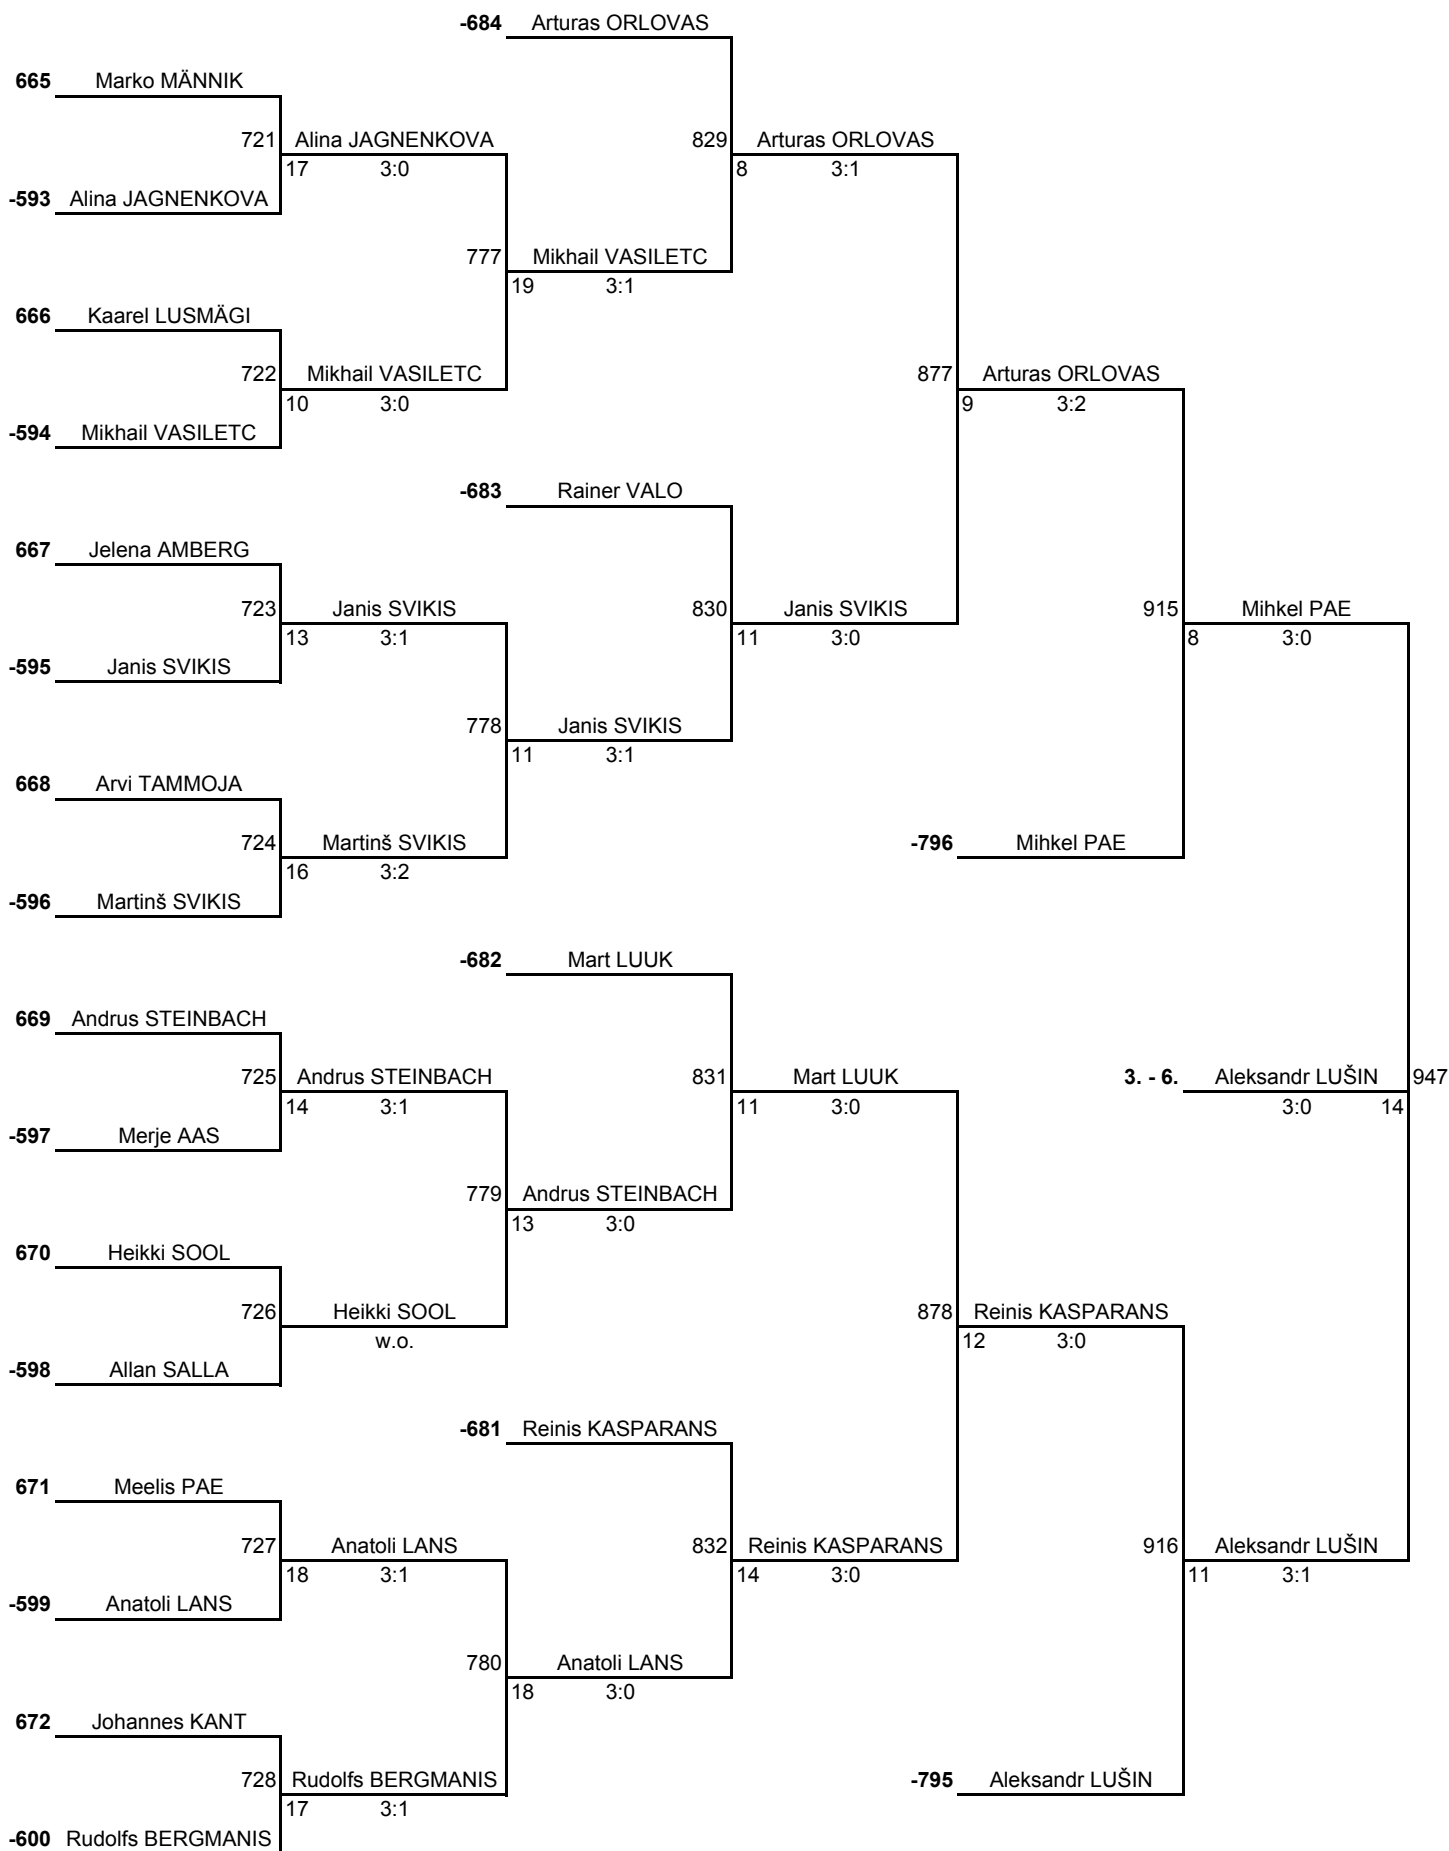 -684 Arturas ORLOVAS
665 Marko MÄNNIK
721 Alina JAGNENKOVA 829 Arturas ORLOVAS
17 3:0 8 3:1
-593 Alina JAGNENKOVA
777 Mikhail VASILETC
19 3:1
666 Kaarel LUSMÄGI
722 Mikhail VASILETC 877 Arturas ORLOVAS
10 3:0 9 3:2
-594 Mikhail VASILETC
-683 Rainer VALO
667 Jelena AMBERG
723 Janis SVIKIS 830 Janis SVIKIS 915 Mihkel PAE
13 3:1 11 3:0 8 3:0
-595 Janis SVIKIS
778 Janis SVIKIS
11 3:1
668 Arvi TAMMOJA
724 Martinš SVIKIS -796 Mihkel PAE
16 3:2
-596 Martinš SVIKIS
-682 Mart LUUK
669 Andrus STEINBACH
725 Andrus STEINBACH 831 Mart LUUK 3. - 6. Aleksandr LUŠIN 947
14 3:1 11 3:0 3:0 14
-597 Merje AAS
779 Andrus STEINBACH
13 3:0
670 Heikki SOOL
726 Heikki SOOL 878 Reinis KASPARANS
w.o. 12 3:0
-598 Allan SALLA
-681 Reinis KASPARANS
671 Meelis PAE
727 Anatoli LANS 832 Reinis KASPARANS 916 Aleksandr LUŠIN
18 3:1 14 3:0 11 3:1
-599 Anatoli LANS
780 Anatoli LANS
18 3:0
672 Johannes KANT
728 Rudolfs BERGMANIS -795 Aleksandr LUŠIN
17 3:1
-600 Rudolfs BERGMANIS